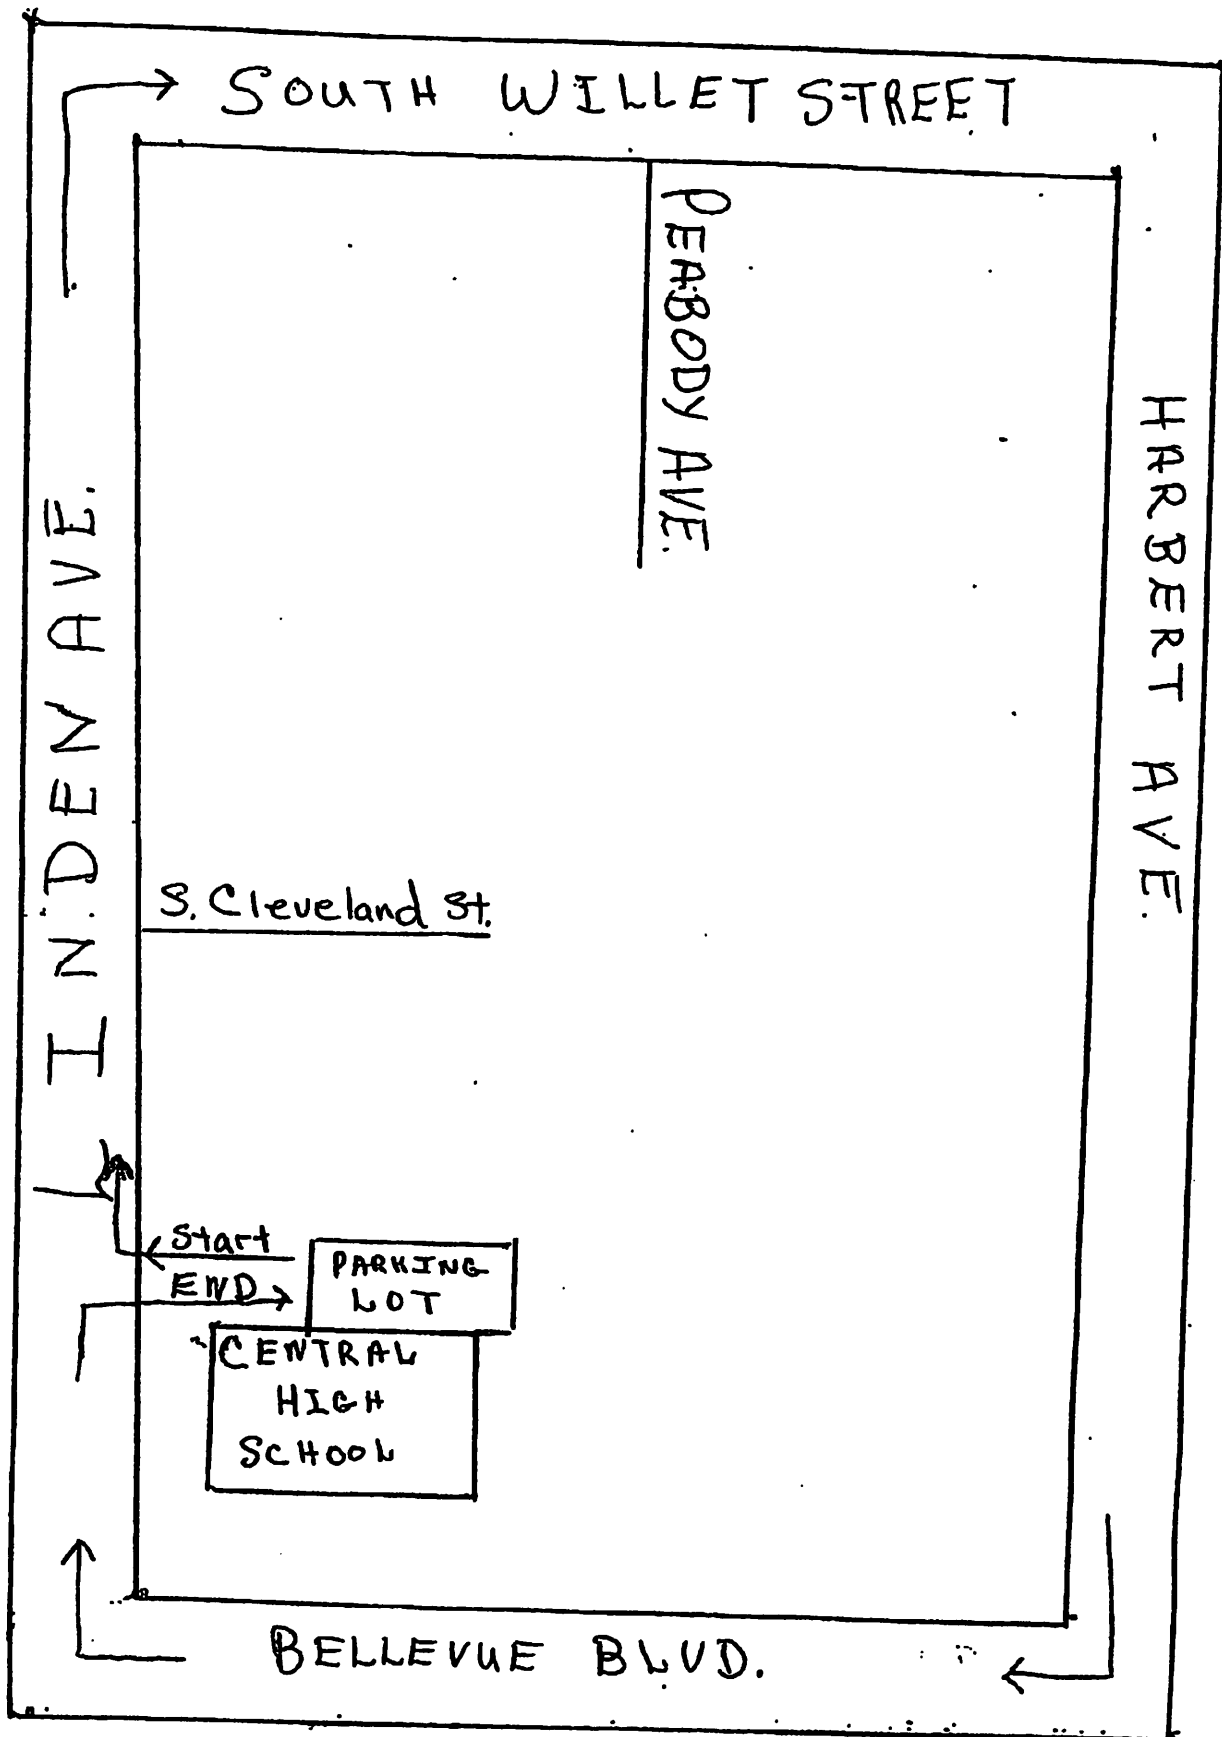 SOUTH WILLET STREET
PEABODY AVE.
HARBERT AVE.
INDEN AVE.
S. Cleveland St.
Start
END
PARKING
LOT
CENTRAL
HIGH
SCHOOL
BELLEVUE BLVD.